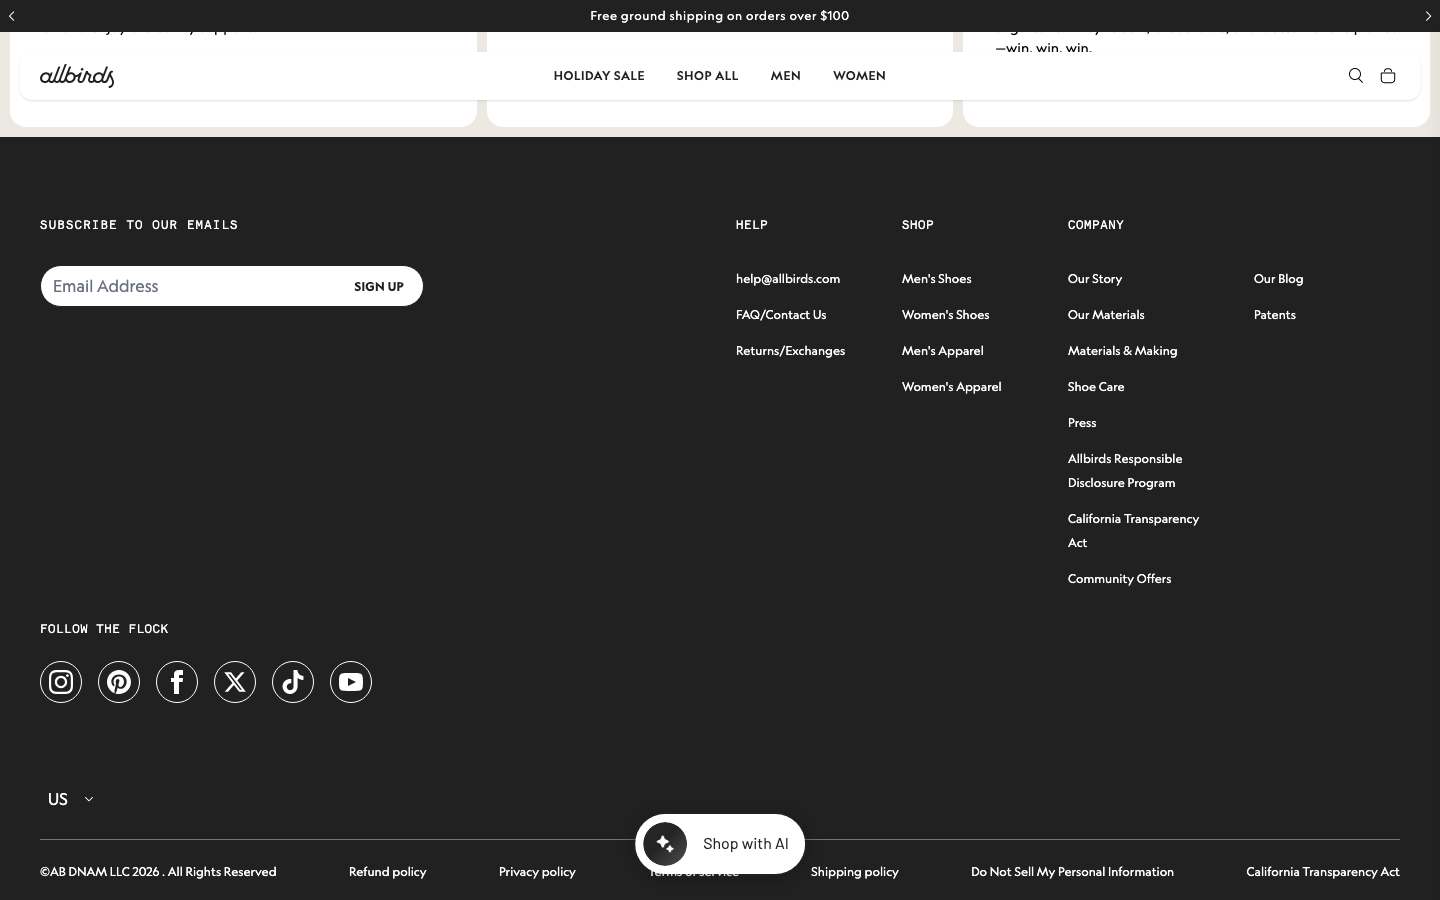 Free ground shipping on orders over $100
—win, win, win.
allbirds
HOLIDAY SALE
SHOP ALL
MEN
WOMEN
SUBSCRIBE TO OUR EMAILS
Email Address
SIGN UP
HELP
help@allbirds.com
FAQ/Contact Us
Returns/Exchanges
SHOP
Men's Shoes
Women's Shoes
Men's Apparel
Women's Apparel
COMPANY
Our Story
Our Materials
Materials & Making
Shoe Care
Press
Allbirds Responsible
Disclosure Program
California Transparency
Act
Community Offers
Our Blog
Patents
FOLLOW THE FLOCK
US
Shop with AI
©AB DNAM LLC 2026 . All Rights Reserved
Refund policy
Privacy policy
Terms of service
Shipping policy
Do Not Sell My Personal Information
California Transparency Act